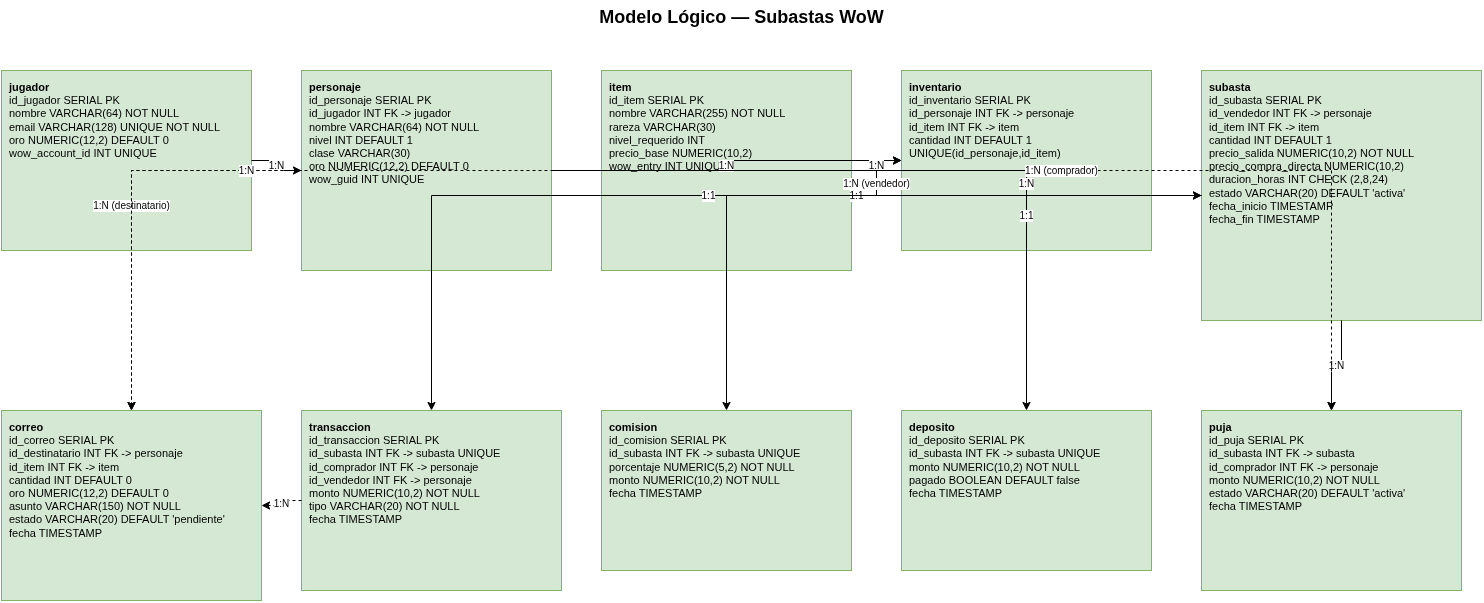 Modelo Lógico — Subastas WoW
jugador
id_jugador SERIAL PK
nombre VARCHAR(64) NOT NULL
email VARCHAR(128) UNIQUE NOT NULL
oro NUMERIC(12,2) DEFAULT 0
wow_account_id INT UNIQUE
personaje
id_personaje SERIAL PK
id_jugador INT FK -> jugador
nombre VARCHAR(64) NOT NULL
nivel INT DEFAULT 1
clase VARCHAR(30)
oro NUMERIC(12,2) DEFAULT 0
wow_guid INT UNIQUE
item
id_item SERIAL PK
nombre VARCHAR(255) NOT NULL
rareza VARCHAR(30)
nivel_requerido INT
precio_base NUMERIC(10,2)
wow_entry INT UNIQUE
inventario
id_inventario SERIAL PK
id_personaje INT FK -> personaje
id_item INT FK -> item
cantidad INT DEFAULT 1
UNIQUE(id_personaje,id_item)
subasta
id_subasta SERIAL PK
id_vendedor INT FK -> personaje
id_item INT FK -> item
cantidad INT DEFAULT 1
precio_salida NUMERIC(10,2) NOT NULL
precio_compra_directa NUMERIC(10,2)
duracion_horas INT CHECK (2,8,24)
estado VARCHAR(20) DEFAULT 'activa'
fecha_inicio TIMESTAMP
fecha_fin TIMESTAMP
1:N
1:N
1:N
1:N
1:N (comprador)
1:N (vendedor)
1:N
1:1
1:1
1:N (destinatario)
1:1
1:N
correo
id_correo SERIAL PK
id_destinatario INT FK -> personaje
id_item INT FK -> item
cantidad INT DEFAULT 0
oro NUMERIC(12,2) DEFAULT 0
asunto VARCHAR(150) NOT NULL
estado VARCHAR(20) DEFAULT 'pendiente'
fecha TIMESTAMP
1:N
transaccion
id_transaccion SERIAL PK
id_subasta INT FK -> subasta UNIQUE
id_comprador INT FK -> personaje
id_vendedor INT FK -> personaje
monto NUMERIC(10,2) NOT NULL
tipo VARCHAR(20) NOT NULL
fecha TIMESTAMP
comision
id_comision SERIAL PK
id_subasta INT FK -> subasta UNIQUE
porcentaje NUMERIC(5,2) NOT NULL
monto NUMERIC(10,2) NOT NULL
fecha TIMESTAMP
deposito
id_deposito SERIAL PK
id_subasta INT FK -> subasta UNIQUE
monto NUMERIC(10,2) NOT NULL
pagado BOOLEAN DEFAULT false
fecha TIMESTAMP
puja
id_puja SERIAL PK
id_subasta INT FK -> subasta
id_comprador INT FK -> personaje
monto NUMERIC(10,2) NOT NULL
estado VARCHAR(20) DEFAULT 'activa'
fecha TIMESTAMP